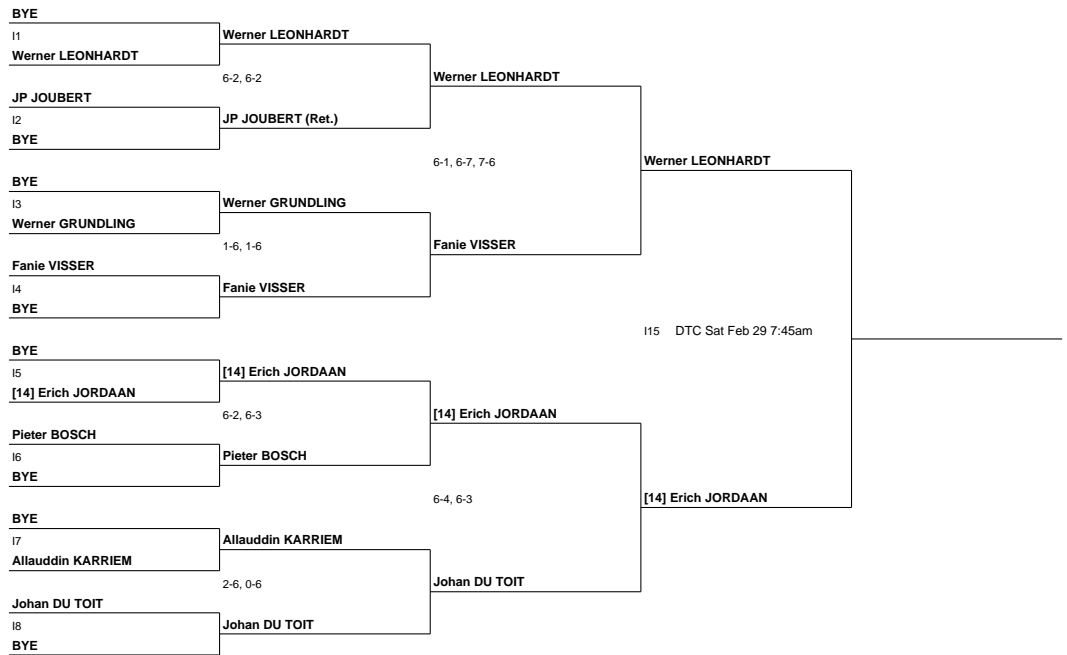 BYE
I1
Werner LEONHARDT
JP JOUBERT
I2
BYE
BYE
I3
Werner GRUNDLING
Fanie VISSER
I4
BYE
BYE
I5
[14] Erich JORDAAN
Pieter BOSCH
I6
BYE
BYE
I7
Allauddin KARRIEM
Johan DU TOIT
I8
BYE
Werner LEONHARDT
6-2, 6-2
JP JOUBERT (Ret.)
Werner GRUNDLING
1-6, 1-6
Fanie VISSER
[14] Erich JORDAAN
6-2, 6-3
Pieter BOSCH
Allauddin KARRIEM
2-6, 0-6
Johan DU TOIT
Werner LEONHARDT
6-1, 6-7, 7-6
Fanie VISSER
[14] Erich JORDAAN
6-4, 6-3
Johan DU TOIT
Werner LEONHARDT
I15 DTC Sat Feb 29 7:45am
[14] Erich JORDAAN